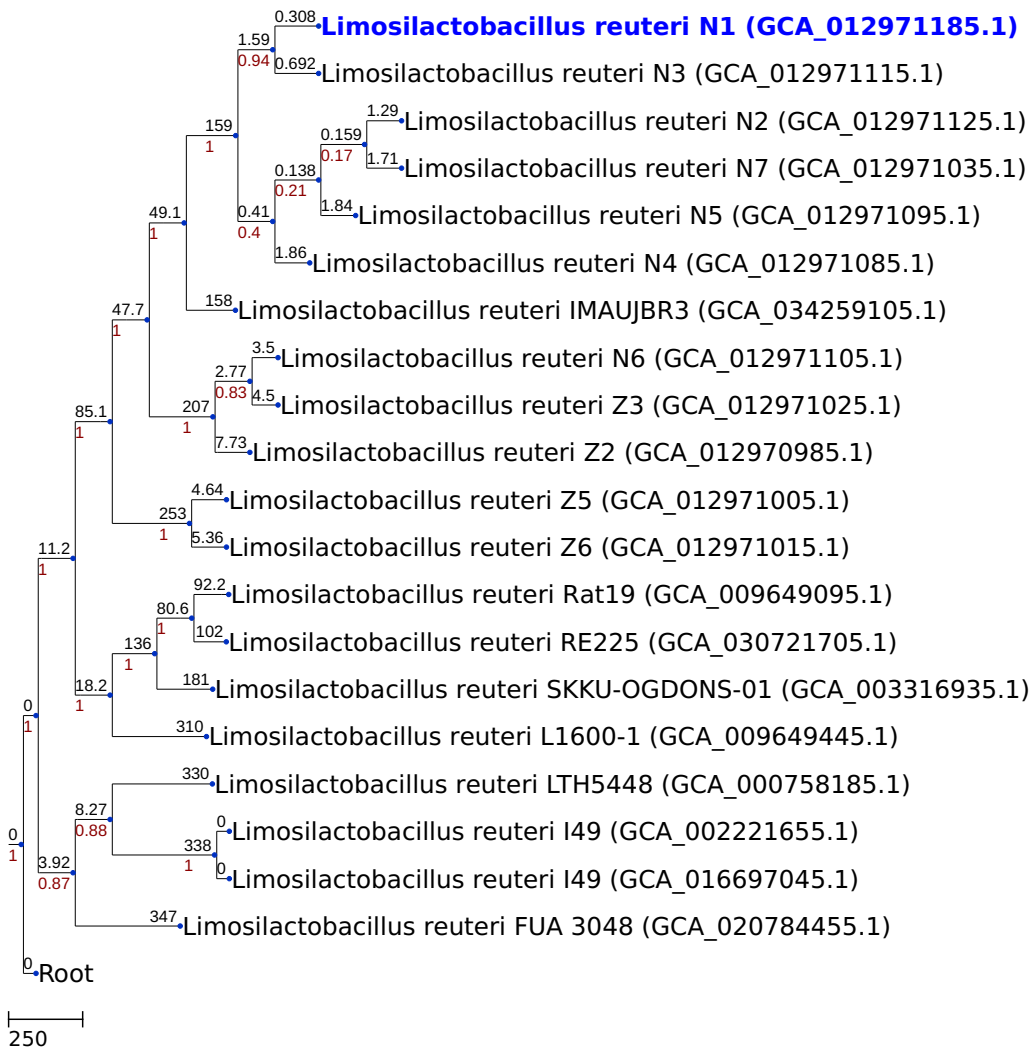 0.308
Limosilactobacillus reuteri N1 (GCA_012971185.1)
1.59
0.94
0.692
Limosilactobacillus reuteri N3 (GCA_012971115.1)
1.29
Limosilactobacillus reuteri N2 (GCA_012971125.1)
159
1
0.159
0.17
1.71
Limosilactobacillus reuteri N7 (GCA_012971035.1)
0.138
0.21
1.84
Limosilactobacillus reuteri N5 (GCA_012971095.1)
49.1
1
0.41
0.4
1.86
Limosilactobacillus reuteri N4 (GCA_012971085.1)
158
Limosilactobacillus reuteri IMAUJBR3 (GCA_034259105.1)
47.7
1
3.5
Limosilactobacillus reuteri N6 (GCA_012971105.1)
2.77
0.83
4.5
Limosilactobacillus reuteri Z3 (GCA_012971025.1)
85.1
1
207
1
7.73
Limosilactobacillus reuteri Z2 (GCA_012970985.1)
4.64
Limosilactobacillus reuteri Z5 (GCA_012971005.1)
253
1
5.36
Limosilactobacillus reuteri Z6 (GCA_012971015.1)
11.2
1
92.2
Limosilactobacillus reuteri Rat19 (GCA_009649095.1)
80.6
1
102
Limosilactobacillus reuteri RE225 (GCA_030721705.1)
136
1
181
Limosilactobacillus reuteri SKKU-OGDONS-01 (GCA_003316935.1)
18.2
1
0
1
310
Limosilactobacillus reuteri L1600-1 (GCA_009649445.1)
330
Limosilactobacillus reuteri LTH5448 (GCA_000758185.1)
8.27
0.88
0
Limosilactobacillus reuteri I49 (GCA_002221655.1)
0
1
338
1
0
Limosilactobacillus reuteri I49 (GCA_016697045.1)
3.92
0.87
347
Limosilactobacillus reuteri FUA 3048 (GCA_020784455.1)
0
Root
250